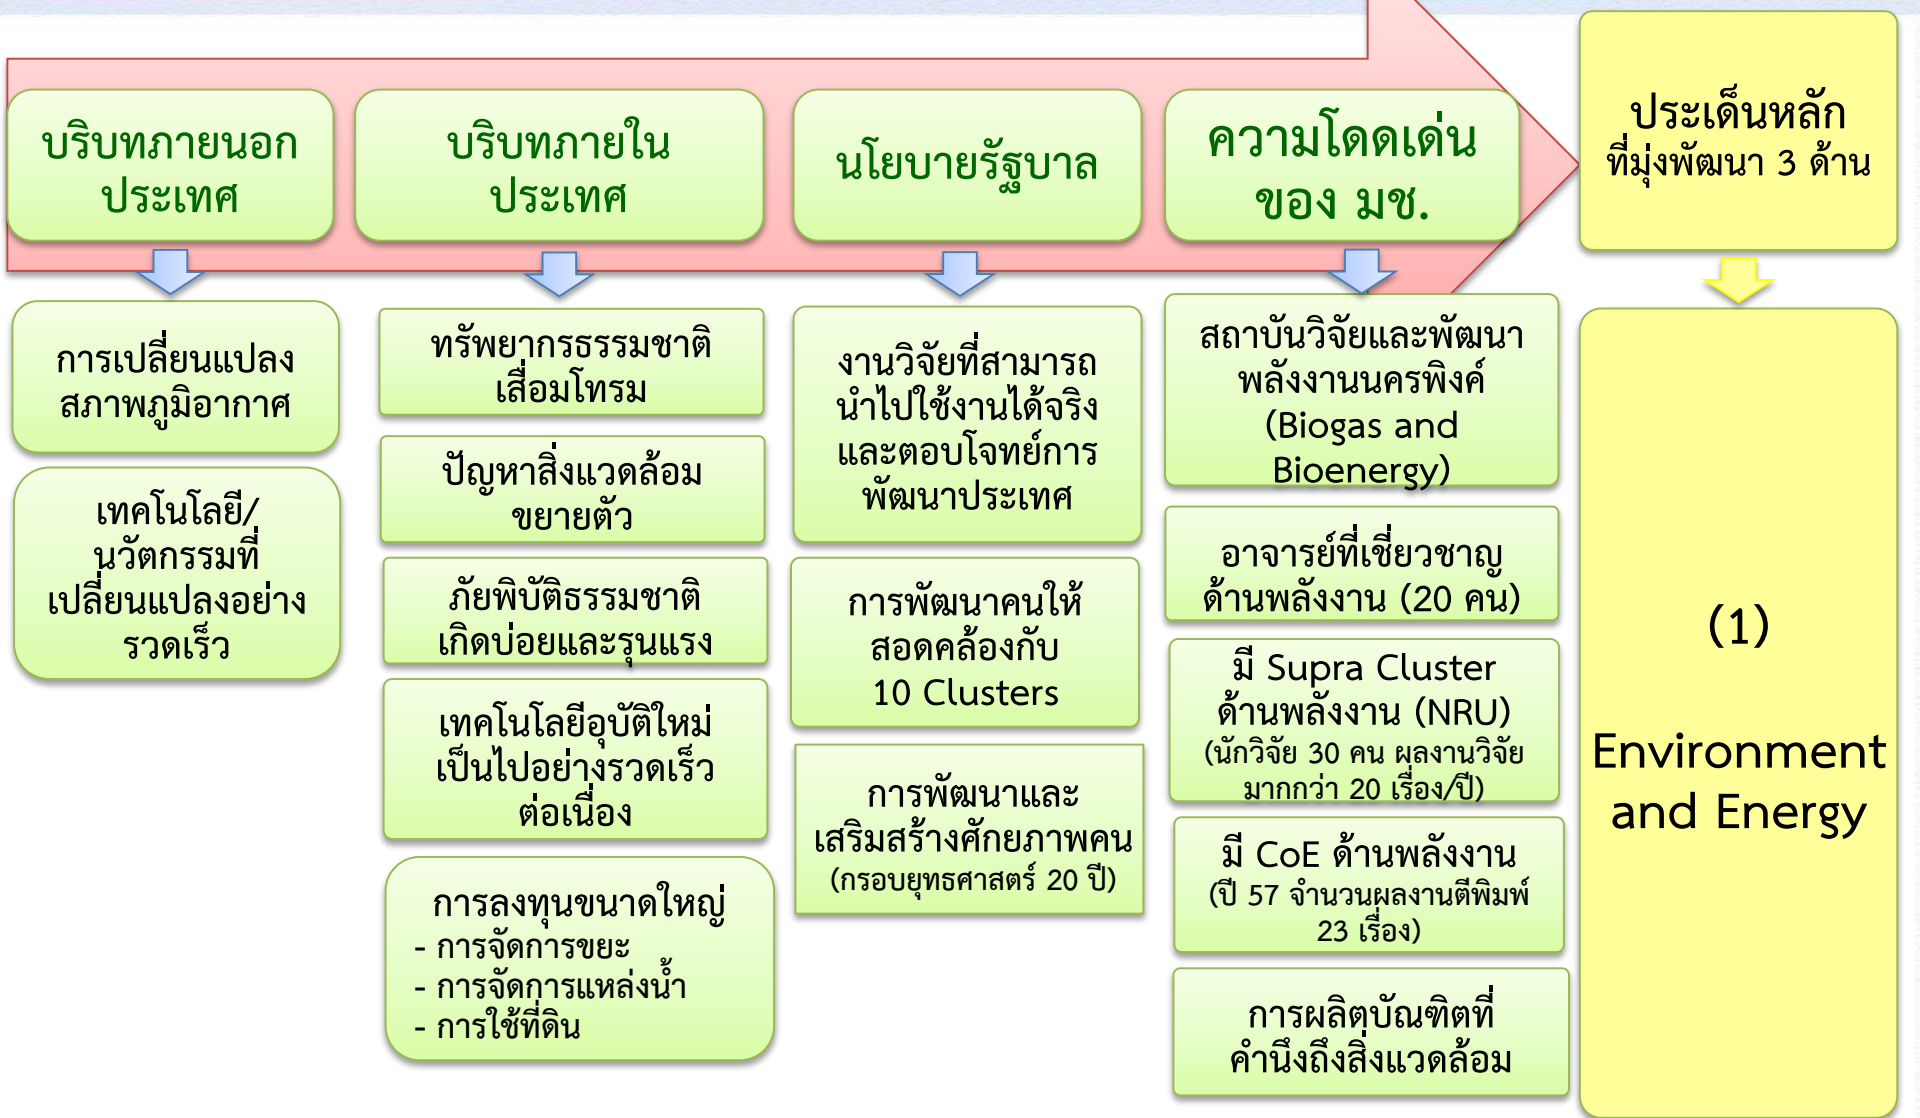 บริบทภายนอก
ประเทศ
บริบทภายใน
ประเทศ
นโยบายรัฐบาล
ความโดดเด่น
ของ มช.
ประเด็นหลัก
ที่มุ่งพัฒนา 3 ด้าน
การเปลี่ยนแปลง
สภาพภูมิอากาศ
เทคโนโลยี/
นวัตกรรมที่
เปลี่ยนแปลงอย่าง
รวดเร็ว
ทรัพยากรธรรมชาติ
เสื่อมโทรม
ปัญหาสิ่งแวดล้อม
ขยายตัว
ภัยพิบัติธรรมชาติ
เกิดบ่อยและรุนแรง
เทคโนโลยีอุบัติใหม่
เป็นไปอย่างรวดเร็ว
ต่อเนื่อง
การลงทุนขนาดใหญ่
- การจัดการขยะ
- การจัดการแหล่งน้ำ
- การใช้ที่ดิน
งานวิจัยที่สามารถ
นำไปใช้งานได้จริง
และตอบโจทย์การ
พัฒนาประเทศ
การพัฒนาคนให้
สอดคล้องกับ
10 Clusters
การพัฒนาและ
เสริมสร้างศักยภาพคน
(กรอบยุทธศาสตร์ 20 ปี)
สถาบันวิจัยและพัฒนา
พลังงานนครพิงค์
(Biogas and
Bioenergy)
อาจารย์ที่เชี่ยวชาญ
ด้านพลังงาน (20 คน)
มี Supra Cluster
ด้านพลังงาน (NRU)
(นักวิจัย 30 คน ผลงานวิจัย
มากกว่า 20 เรื่อง/ปี)
มี CoE ด้านพลังงาน
(ปี 57 จำนวนผลงานตีพิมพ์
23 เรื่อง)
การผลิตบัณฑิตที่
คำนึงถึงสิ่งแวดล้อม
(1)
Environment
and Energy